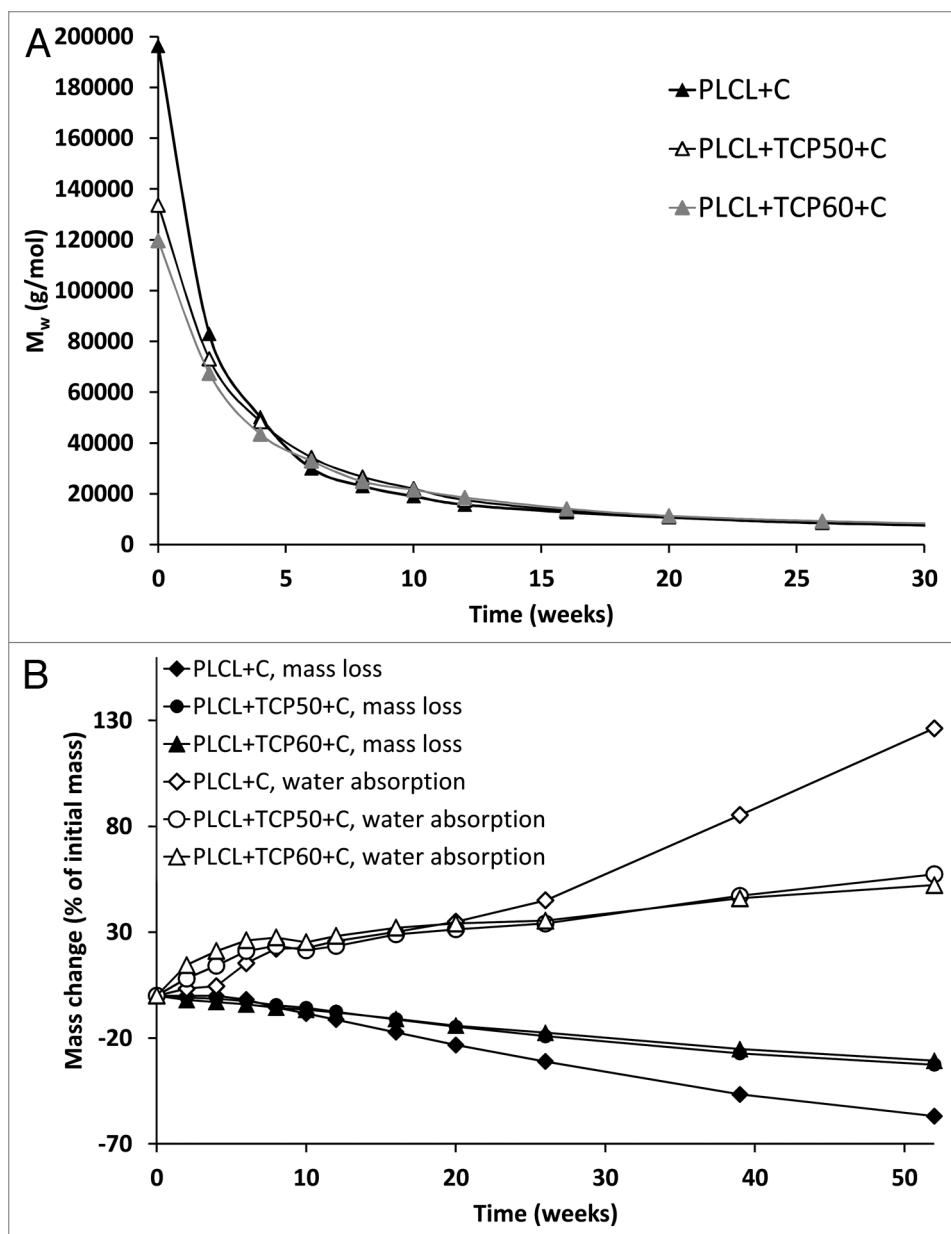 A
200000
180000
160000
140000
120000
100000
80000
60000
40000
20000
0
M_w (g/mol)
PLCL+C
PLCL+TCP50+C
PLCL+TCP60+C
0 5 10 15 20 25 30
Time (weeks)
B
PLCL+C, mass loss
PLCL+TCP50+C, mass loss
PLCL+TCP60+C, mass loss
PLCL+C, water absorption
PLCL+TCP50+C, water absorption
PLCL+TCP60+C, water absorption
130
80
30
-20
-70
Mass change (% of initial mass)
0 10 20 30 40 50
Time (weeks)